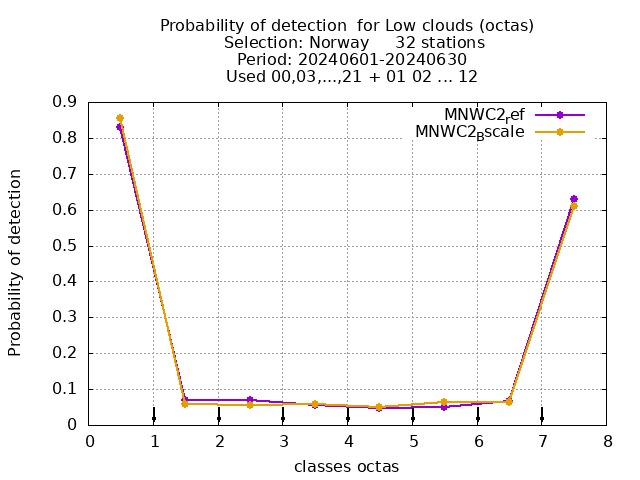 Probability of detection  for Low clouds (octas)
Selection: Norway     32 stations
Period: 20240601-20240630
Used 00,03,...,21 + 01 02 ... 12
MNWC2_ref
MNWC2_Bscale
0.9
0.8
0.7
0.6
0.5
0.4
0.3
0.2
0.1
0
Probability of detection
0 1 2 3 4 5 6 7 8
classes octas